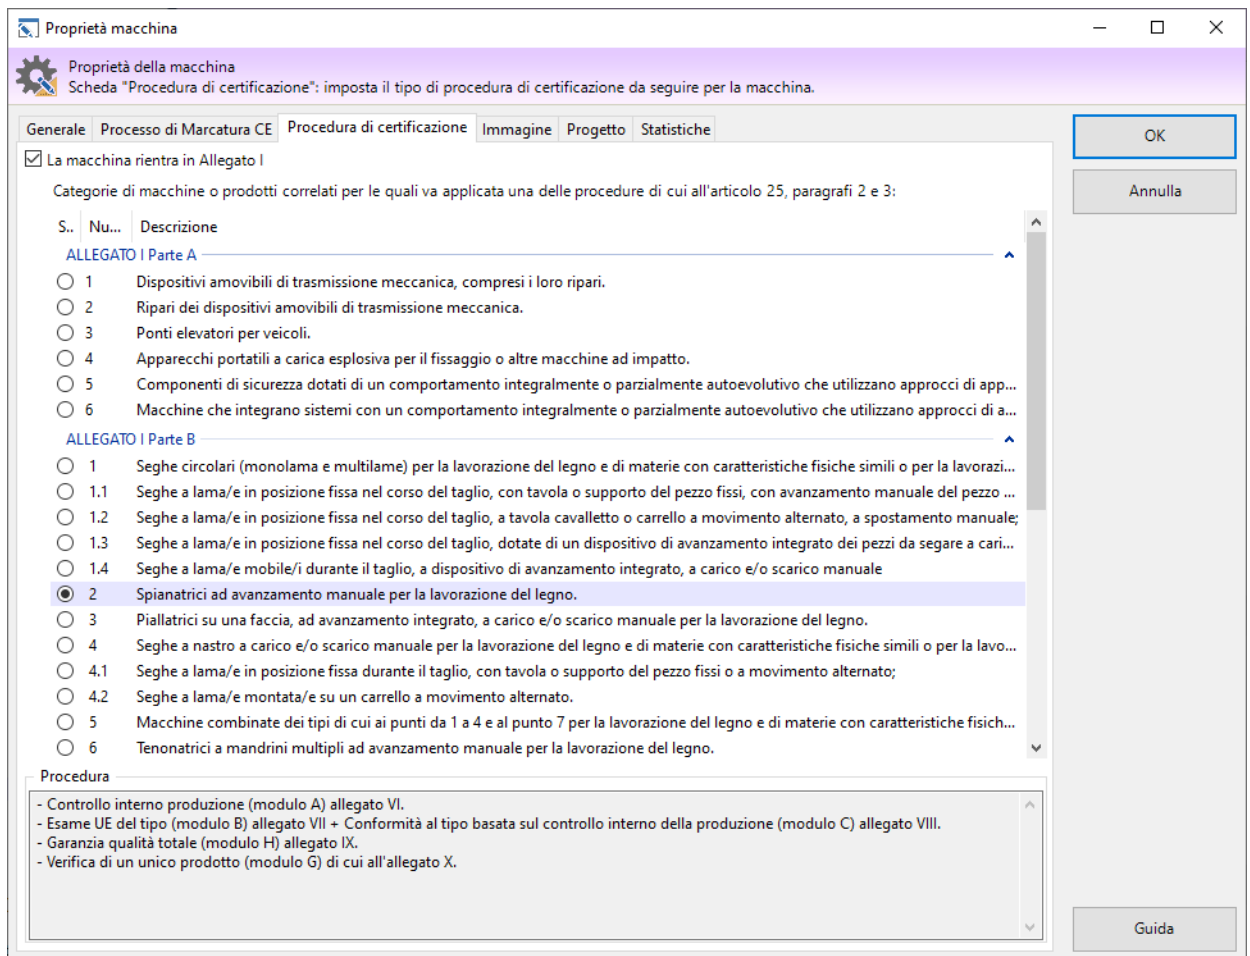 Proprietà macchina
Proprietà della macchina
Scheda "Procedura di certificazione": imposta il tipo di procedura di certificazione da seguire per la macchina.
Generale Processo di Marcatura CE Procedura di certificazione Immagine Progetto Statistiche
OK
La macchina rientra in Allegato I
Categorie di macchine o prodotti correlati per le quali va applicata una delle procedure di cui all'articolo 25, paragrafi 2 e 3:
Annulla
S.. Nu... Descrizione
ALLEGATO I Parte A
1 Dispositivi amovibili di trasmissione meccanica, compresi i loro ripari.
2 Ripari dei dispositivi amovibili di trasmissione meccanica.
3 Ponti elevatori per veicoli.
4 Apparecchi portatili a carica esplosiva per il fissaggio o altre macchine ad impatto.
5 Componenti di sicurezza dotati di un comportamento integralmente o parzialmente autoevolutivo che utilizzano approcci di app...
6 Macchine che integrano sistemi con un comportamento integralmente o parzialmente autoevolutivo che utilizzano approcci di a...
ALLEGATO I Parte B
1 Seghe circolari (monolama e multilame) per la lavorazione del legno e di materie con caratteristiche fisiche simili o per la lavorazi...
1.1 Seghe a lama/e in posizione fissa nel corso del taglio, con tavola o supporto del pezzo fissi, con avanzamento manuale del pezzo ...
1.2 Seghe a lama/e in posizione fissa nel corso del taglio, a tavola cavalletto o carrello a movimento alternato, a spostamento manuale;
1.3 Seghe a lama/e in posizione fissa nel corso del taglio, dotate di un dispositivo di avanzamento integrato dei pezzi da segare a cari...
1.4 Seghe a lama/e mobile/i durante il taglio, a dispositivo di avanzamento integrato, a carico e/o scarico manuale
2 Spianatrici ad avanzamento manuale per la lavorazione del legno.
3 Piallatrici su una faccia, ad avanzamento integrato, a carico e/o scarico manuale per la lavorazione del legno.
4 Seghe a nastro a carico e/o scarico manuale per la lavorazione del legno e di materie con caratteristiche fisiche simili o per la lavo...
4.1 Seghe a lama/e in posizione fissa durante il taglio, con tavola o supporto del pezzo fissi o a movimento alternato;
4.2 Seghe a lama/e montata/e su un carrello a movimento alternato.
5 Macchine combinate dei tipi di cui ai punti da 1 a 4 e al punto 7 per la lavorazione del legno e di materie con caratteristiche fisich...
6 Tenonatrici a mandrini multipli ad avanzamento manuale per la lavorazione del legno.
Procedura
- Controllo interno produzione (modulo A) allegato VI.
- Esame UE del tipo (modulo B) allegato VII + Conformità al tipo basata sul controllo interno della produzione (modulo C) allegato VIII.
- Garanzia qualità totale (modulo H) allegato IX.
- Verifica di un unico prodotto (modulo G) di cui all'allegato X.
Guida